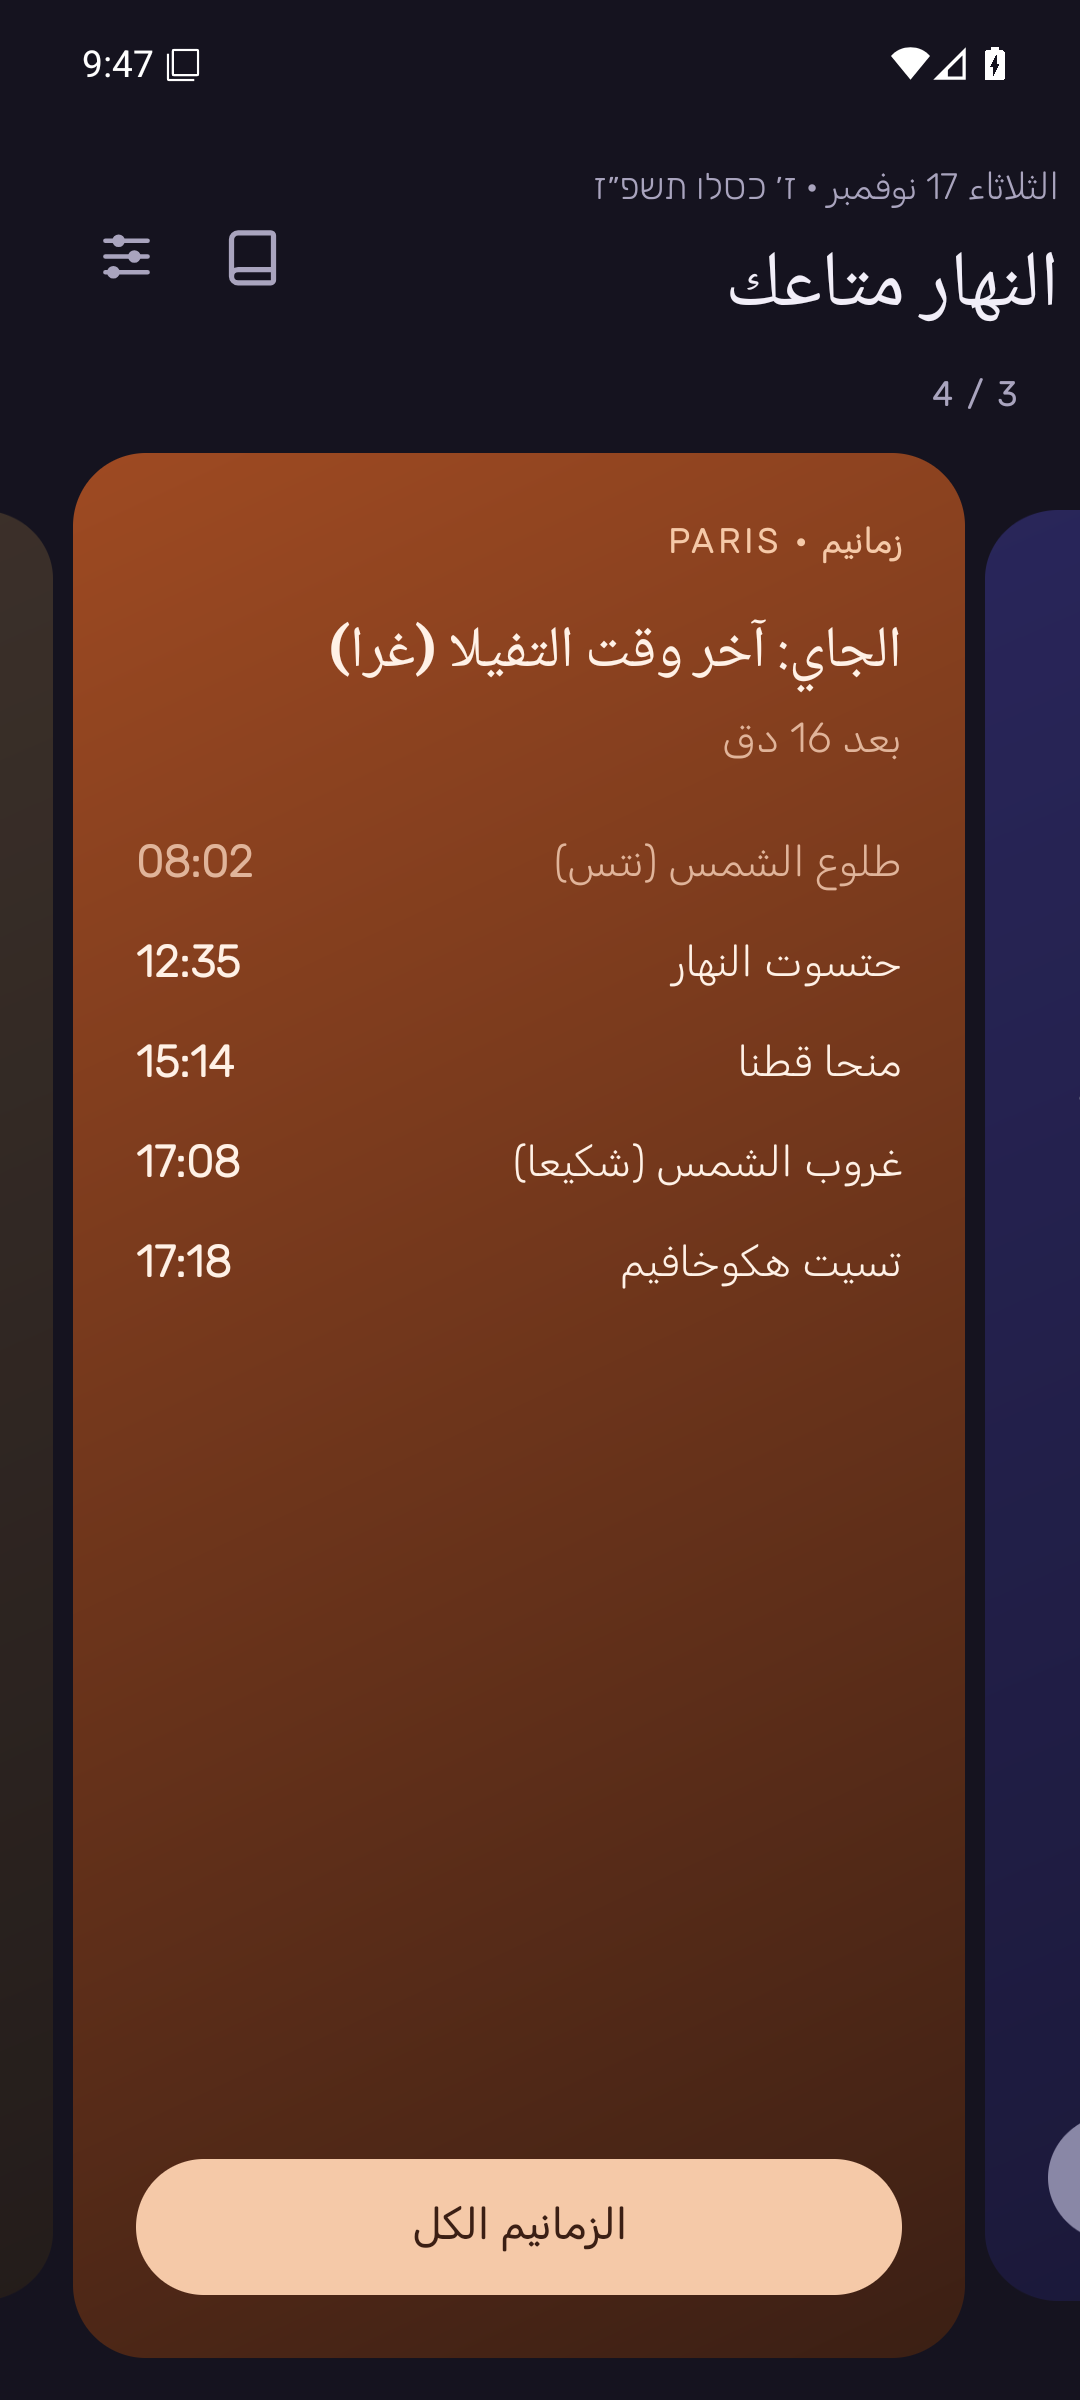 9:47
الثلاثاء 17 نوفمبر • ז׳ כסלו תשפ״ז
النهار متاعك
3 / 4
زمانيم • PARIS
الجاي: آخر وقت التفيلا (غرا)
بعد 16 دق
طلوع الشمس (نتس) 08:02
حتسوت النهار 12:35
منحا قطنا 15:14
غروب الشمس (شكيعا) 17:08
تسيت هكوخافيم 17:18
الزمانيم الكل